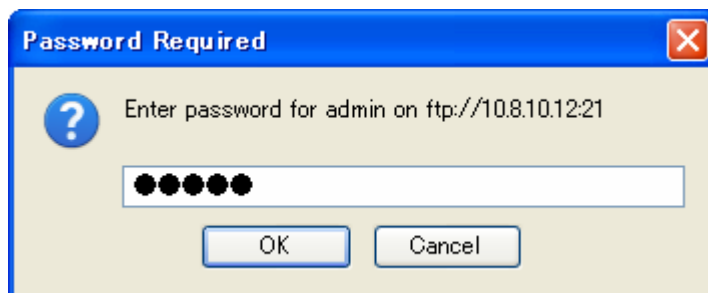 Password Required
Enter password for admin on ftp://10.8.10.12:21
●●●●●
OK
Cancel